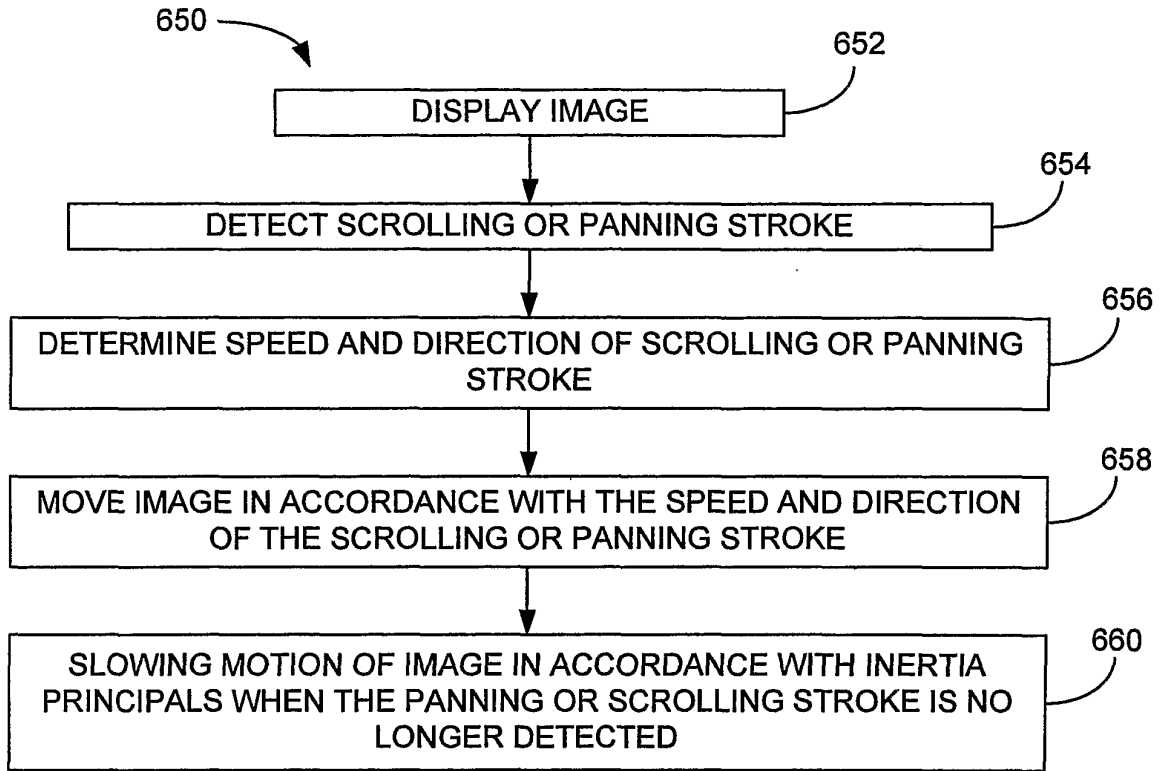 650
652
DISPLAY IMAGE
654
DETECT SCROLLING OR PANNING STROKE
656
DETERMINE SPEED AND DIRECTION OF SCROLLING OR PANNING
STROKE
658
MOVE IMAGE IN ACCORDANCE WITH THE SPEED AND DIRECTION
OF THE SCROLLING OR PANNING STROKE
660
SLOWING MOTION OF IMAGE IN ACCORDANCE WITH INERTIA
PRINCIPALS WHEN THE PANNING OR SCROLLING STROKE IS NO
LONGER DETECTED